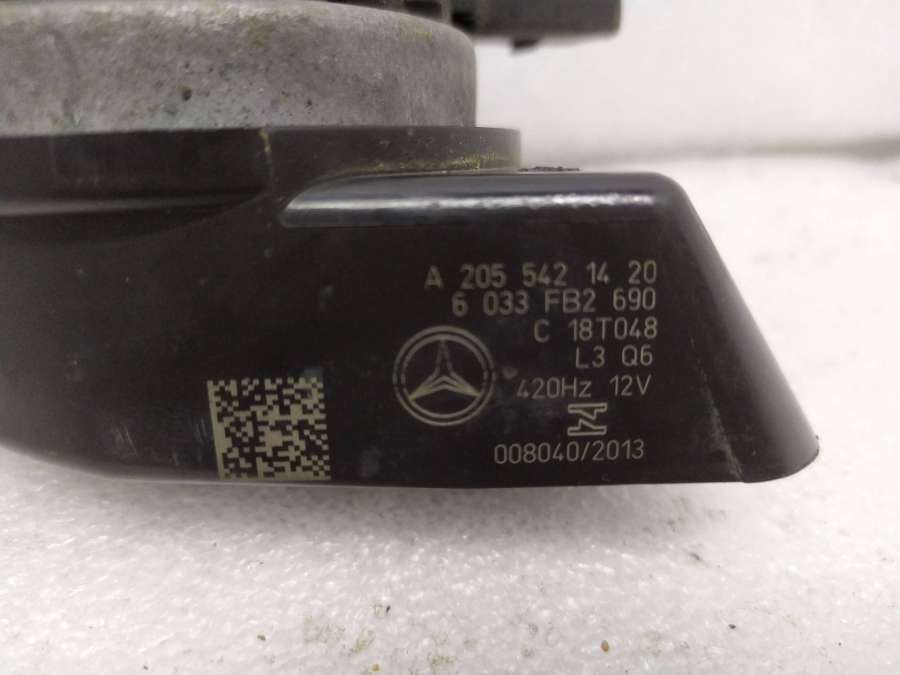 A 205 542 14 20
6 033 FB2 690
C 18T048
L3 Q6
420Hz 12V
008040/2013